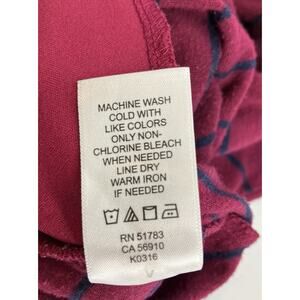 MACHINE WASH
COLD WITH
LIKE COLORS
ONLY NON-
CHLORINE BLEACH
WHEN NEEDED
LINE DRY
WARM IRON
IF NEEDED
RN 51783
CA 56910
K0316